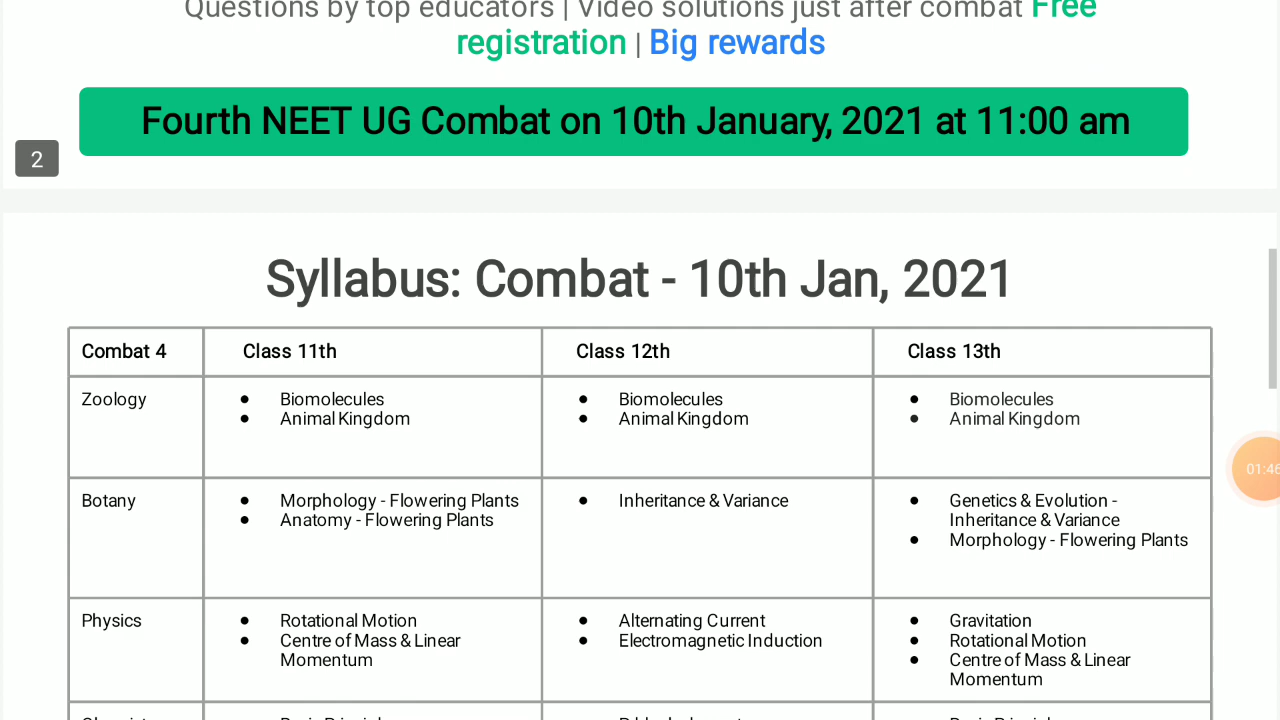 Questions by top educators | Video solutions just after combat Free
registration | Big rewards
Fourth NEET UG Combat on 10th January, 2021 at 11:00 am
2
Syllabus: Combat - 10th Jan, 2021
Combat 4 Class 11th Class 12th Class 13th
Zoology
● Biomolecules
● Animal Kingdom
● Biomolecules
● Animal Kingdom
● Biomolecules
● Animal Kingdom
01:46
Botany
● Morphology - Flowering Plants
● Anatomy - Flowering Plants
● Inheritance & Variance
● Genetics & Evolution -
Inheritance & Variance
● Morphology - Flowering Plants
Physics
● Rotational Motion
● Centre of Mass & Linear
Momentum
● Alternating Current
● Electromagnetic Induction
● Gravitation
● Rotational Motion
● Centre of Mass & Linear
Momentum